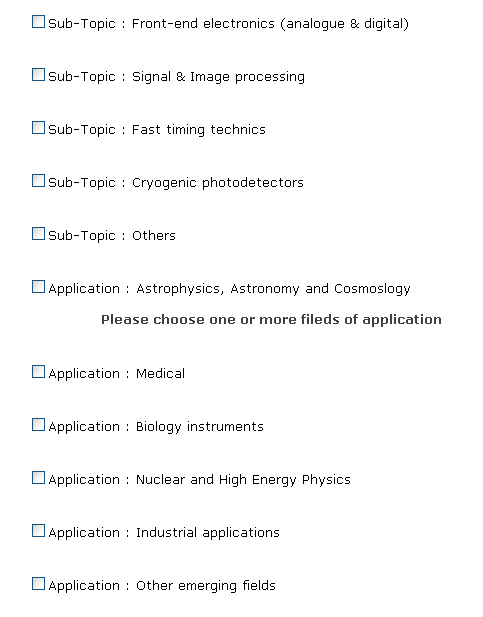 Sub-Topic : Front-end electronics (analogue & digital)
Sub-Topic : Signal & Image processing
Sub-Topic : Fast timing technics
Sub-Topic : Cryogenic photodetectors
Sub-Topic : Others
Application : Astrophysics, Astronomy and Cosmoslogy
Please choose one or more fileds of application
Application : Medical
Application : Biology instruments
Application : Nuclear and High Energy Physics
Application : Industrial applications
Application : Other emerging fields